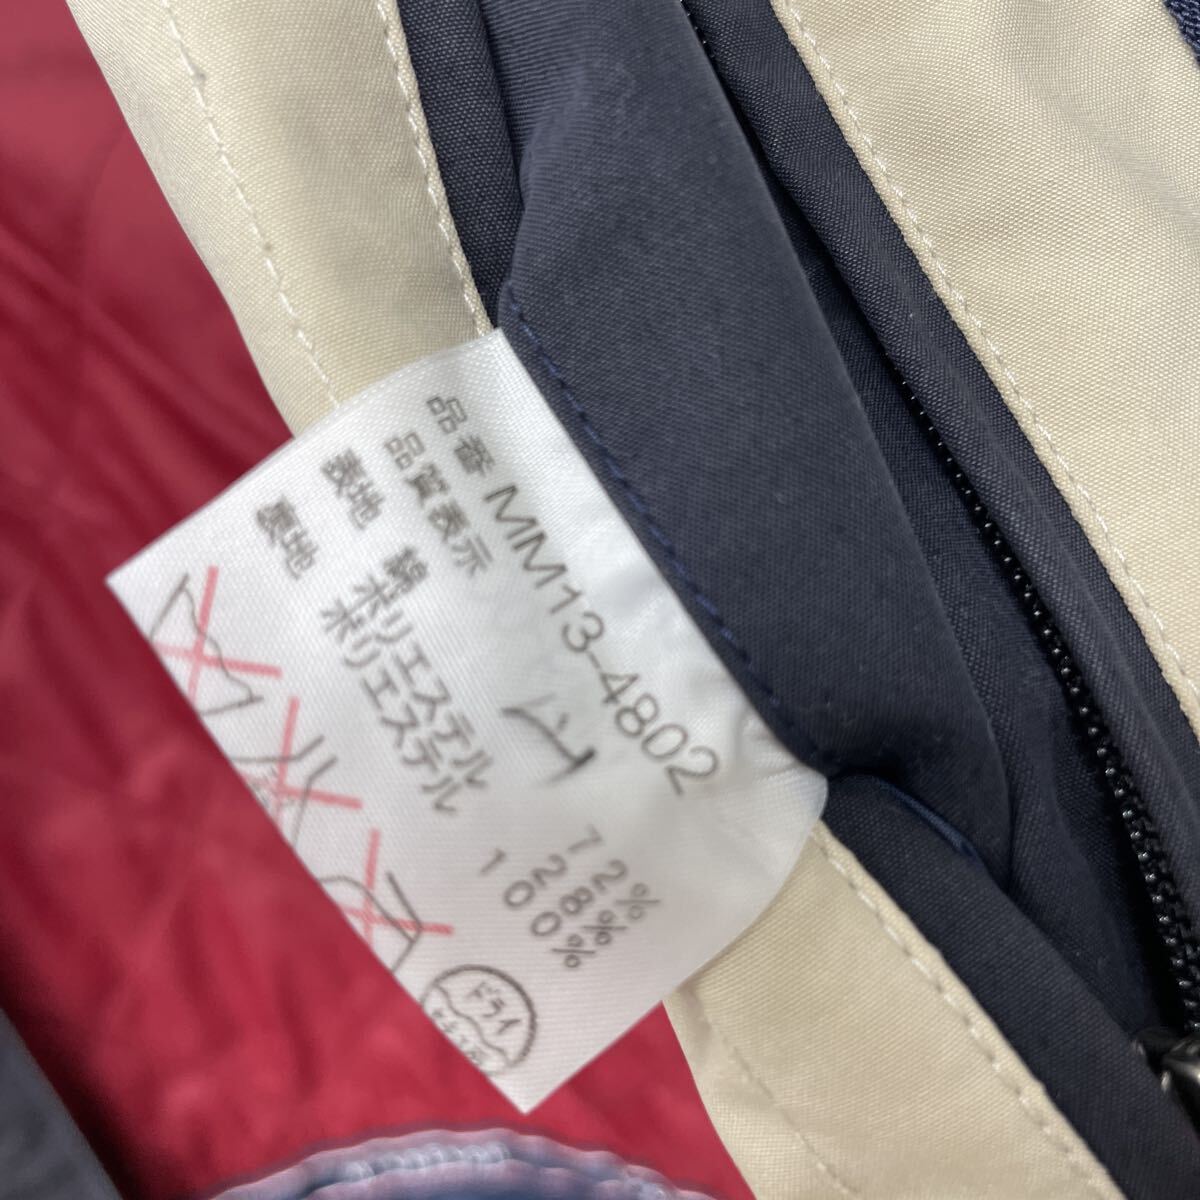 品番 MM13-4802
品質表示
表地 綿 72%
ポリエステル 28%
裏地 ポリエステル 100%
ドライ